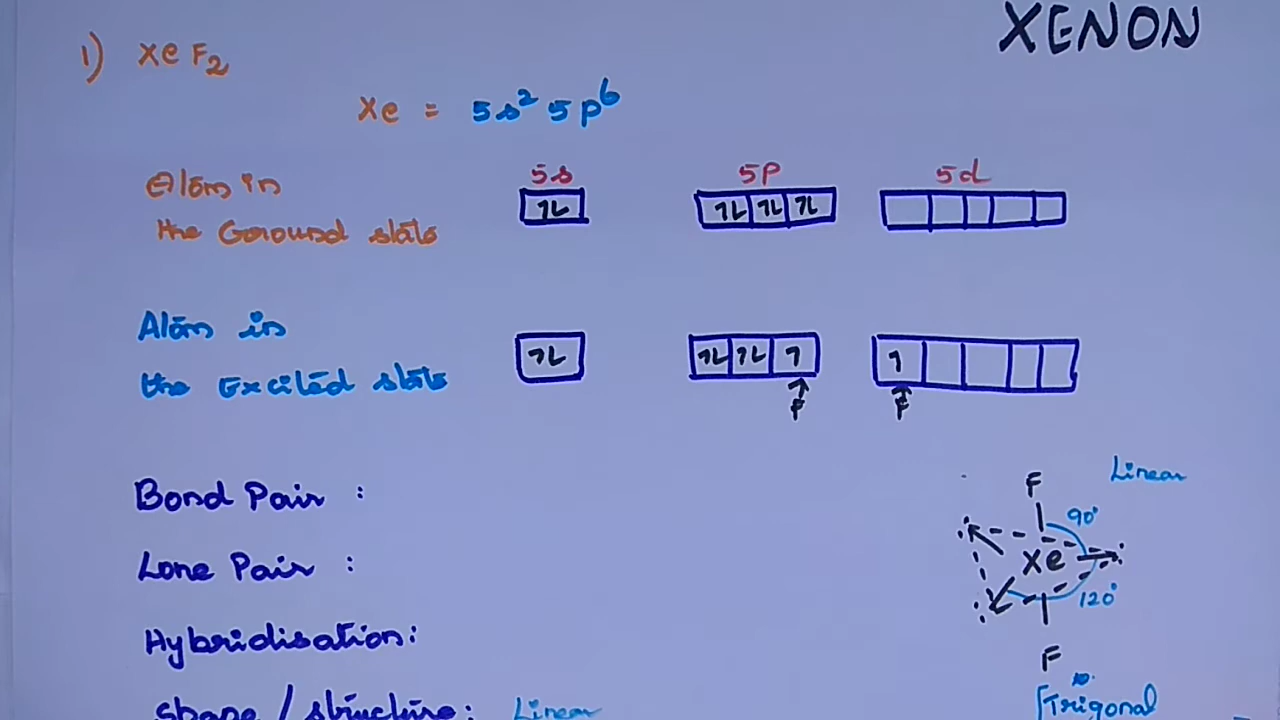 XENON
1) XeF₂
Xe = 5s² 5p⁶
Atom in
the Ground state
5s 5p 5d
Atom in
the Excited state
F F
Bond Pair :
Lone Pair :
Hybridisation:
Shape / structure: Linear
Linear
F
90°
Xe
120°
F
Trigonal